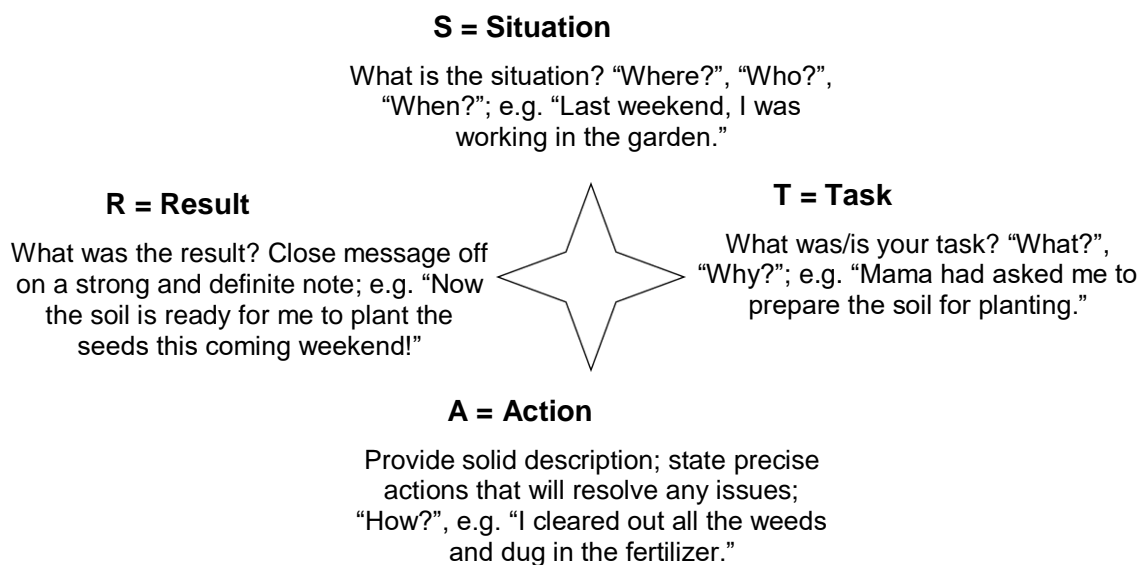 S = Situation
What is the situation? “Where?”, “Who?”,
“When?”; e.g. “Last weekend, I was
working in the garden.”
T = Task
What was/is your task? “What?”,
“Why?”; e.g. “Mama had asked me to
prepare the soil for planting.”
A = Action
Provide solid description; state precise
actions that will resolve any issues;
“How?”, e.g. “I cleared out all the weeds
and dug in the fertilizer.”
R = Result
What was the result? Close message off
on a strong and definite note; e.g. “Now
the soil is ready for me to plant the
seeds this coming weekend!”